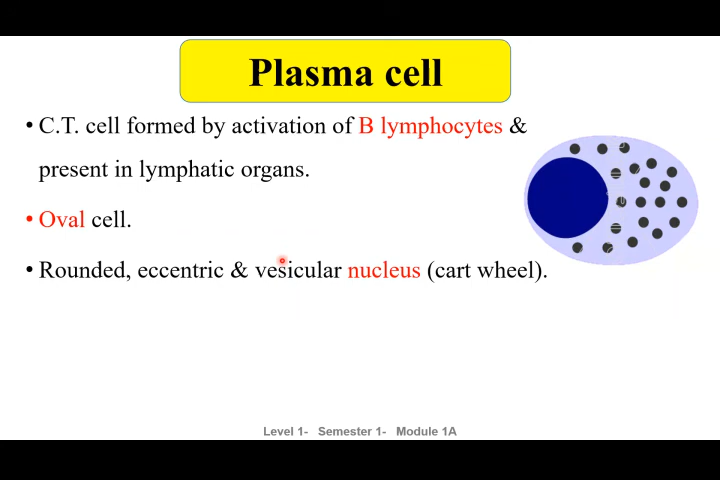 Plasma cell
• C.T. cell formed by activation of B lymphocytes &
present in lymphatic organs.
• Oval cell.
• Rounded, eccentric & vesicular nucleus (cart wheel).
Level 1- Semester 1- Module 1A